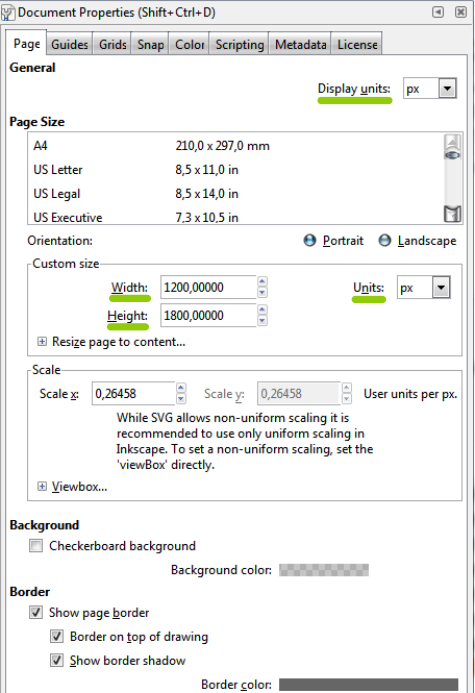 Document Properties (Shift+Ctrl+D)
Page Guides Grids Snap Color Scripting Metadata License
General
Display units: px
Page Size
A4 210,0 x 297,0 mm
US Letter 8,5 x 11,0 in
US Legal 8,5 x 14,0 in
US Executive 7,3 x 10,5 in
Orientation: Portrait Landscape
Custom size
Width: 1200,00000 Units: px
Height: 1800,00000
Resize page to content...
Scale
Scale x: 0,26458 Scale y: 0,26458 User units per px.
While SVG allows non-uniform scaling it is
recommended to use only uniform scaling in
Inkscape. To set a non-uniform scaling, set the
'viewBox' directly.
Viewbox...
Background
Checkerboard background
Background color:
Border
Show page border
Border on top of drawing
Show border shadow
Border color: